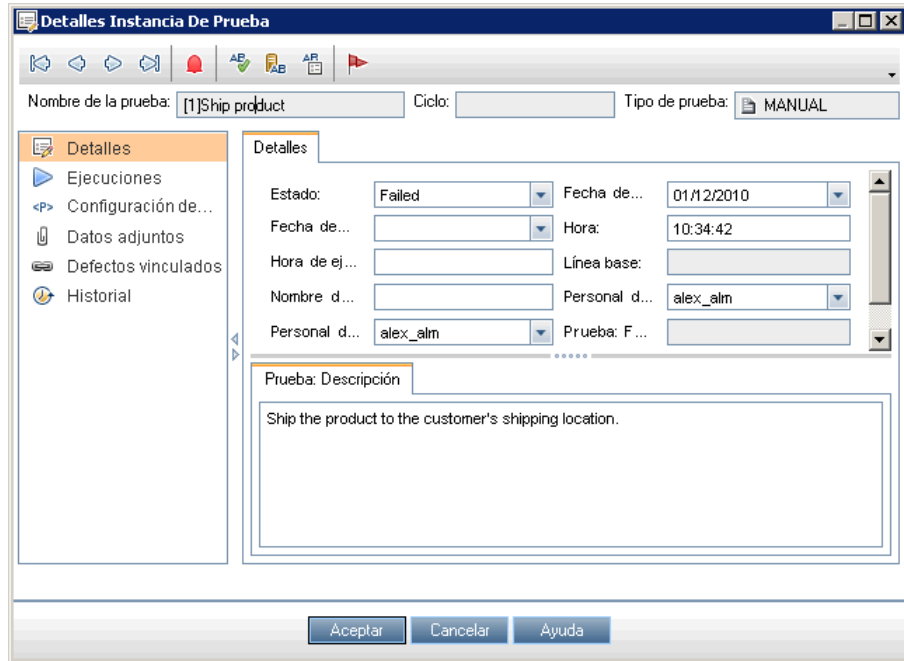 Detalles Instancia De Prueba
Nombre de la prueba: [1]Ship product Ciclo: Tipo de prueba: MANUAL
Detalles
Ejecuciones
<P> Configuración de...
Datos adjuntos
Defectos vinculados
Historial
Detalles
Estado: Failed Fecha de... 01/12/2010
Fecha de... Hora: 10:34:42
Hora de ej... Línea base:
Nombre d... Personal d... alex_alm
Personal d... alex_alm Prueba: F...
Prueba: Descripción
Ship the product to the customer's shipping location.
Aceptar Cancelar Ayuda